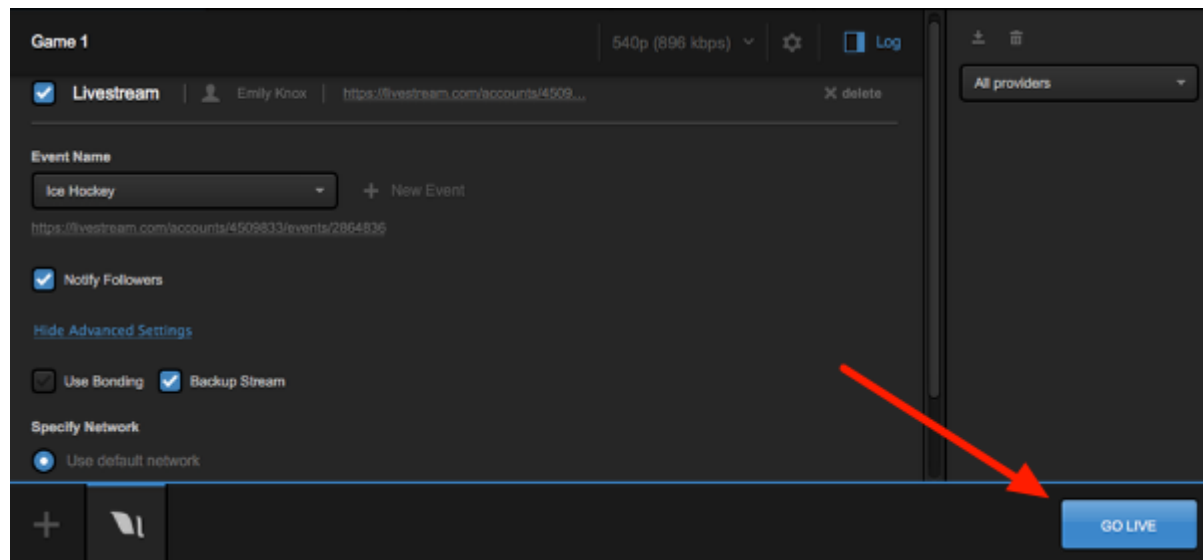 Game 1
540p (896 kbps)
Log
Livestream
Emily Knox
https://livestream.com/accounts/4509...
delete
All providers
Event Name
Ice Hockey
New Event
https://livestream.com/accounts/4509833/events/2864836
Notify Followers
Hide Advanced Settings
Use Bonding
Backup Stream
Specify Network
Use default network
GO LIVE